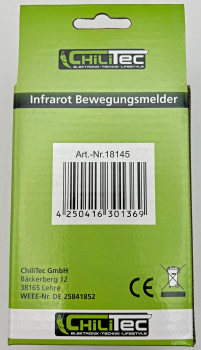 CHILITEC
ELEKTRONIK - TECHNIK - LIFESTYLE
Infrarot Bewegungsmelder
Art.-Nr.18145
4 250416 301369
ChiliTec GmbH
Bäckerberg 12
38165 Lehre
WEEE-Nr. DE 25841852
CE
CHILITEC
ELEKTRONIK - TECHNIK - LIFESTYLE